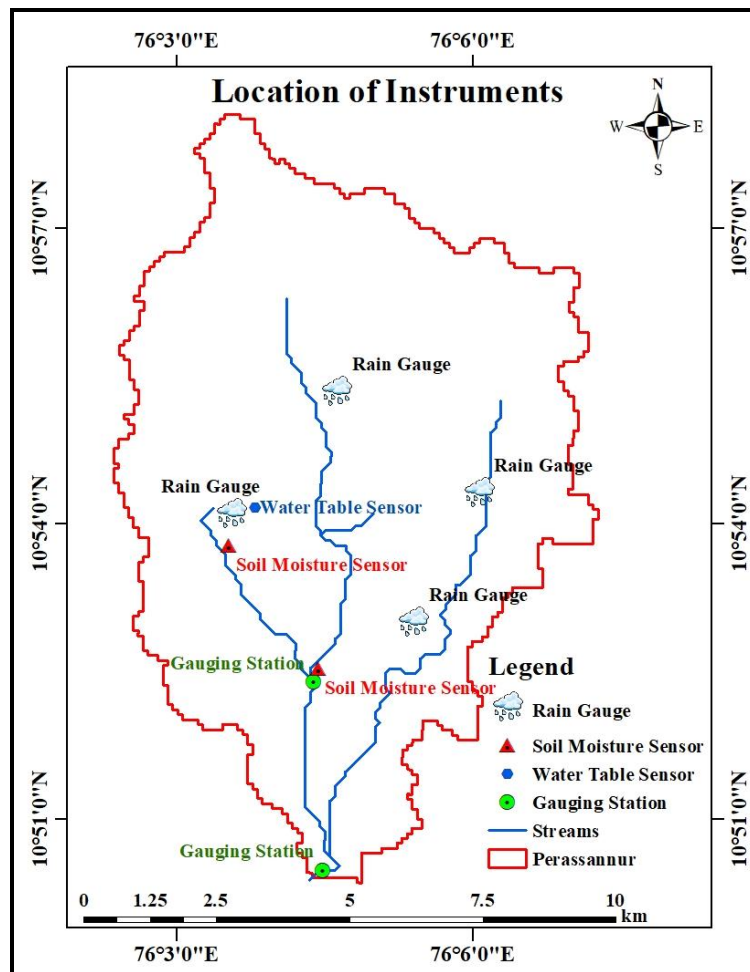 76°3'0"E
76°6'0"E
Location of Instruments
N
W
E
S
10°57'0"N
10°57'0"N
Rain Gauge
Rain Gauge
Rain Gauge
Water Table Sensor
10°54'0"N
10°54'0"N
Soil Moisture Sensor
Rain Gauge
Gauging Station
Soil Moisture Sensor
Legend
Rain Gauge
Soil Moisture Sensor
Water Table Sensor
Gauging Station
Streams
Perassannur
10°51'0"N
10°51'0"N
Gauging Station
0 1.25 2.5 5 7.5 10
km
76°3'0"E
76°6'0"E